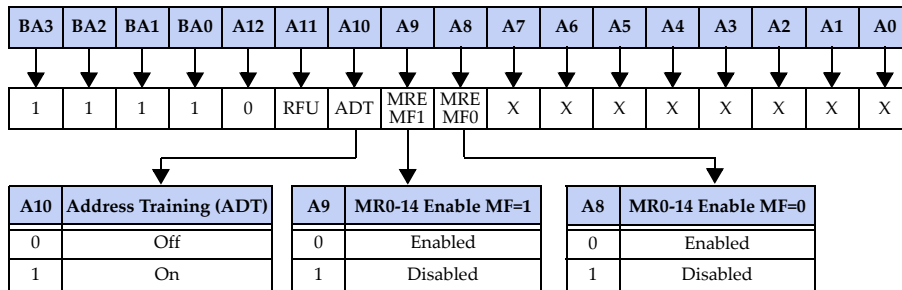 BA3 BA2 BA1 BA0 A12 A11 A10 A9 A8 A7 A6 A5 A4 A3 A2 A1 A0
1 1 1 1 0 RFU ADT MRE MF1 MRE MF0 X X X X X X X X
A10 Address Training (ADT)
0 Off
1 On
A9 MR0-14 Enable MF=1
0 Enabled
1 Disabled
A8 MR0-14 Enable MF=0
0 Enabled
1 Disabled